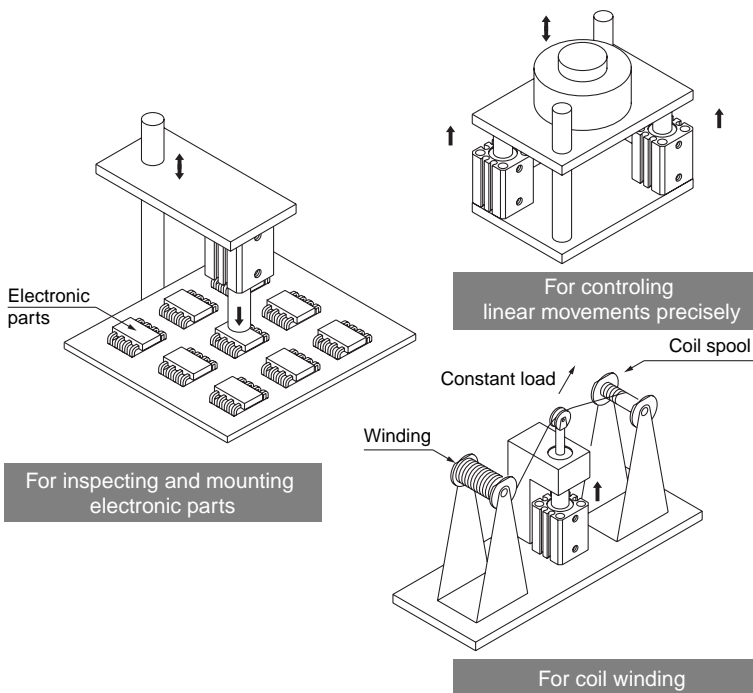 Electronic
parts
For inspecting and mounting
electronic parts
For controling
linear movements precisely
Coil spool
Constant load
Winding
For coil winding